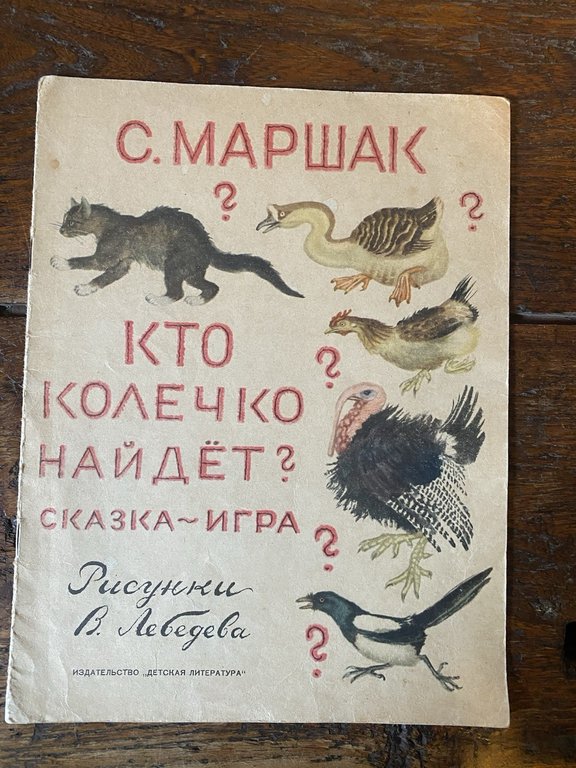 С. МАРШАК
?
?
КТО
?
КОЛЕЧКО
НАЙДЁТ?
СКАЗКА ~ ИГРА
?
Рисунки
В. Лебедева
?
ИЗДАТЕЛЬСТВО „ДЕТСКАЯ ЛИТЕРАТУРА"